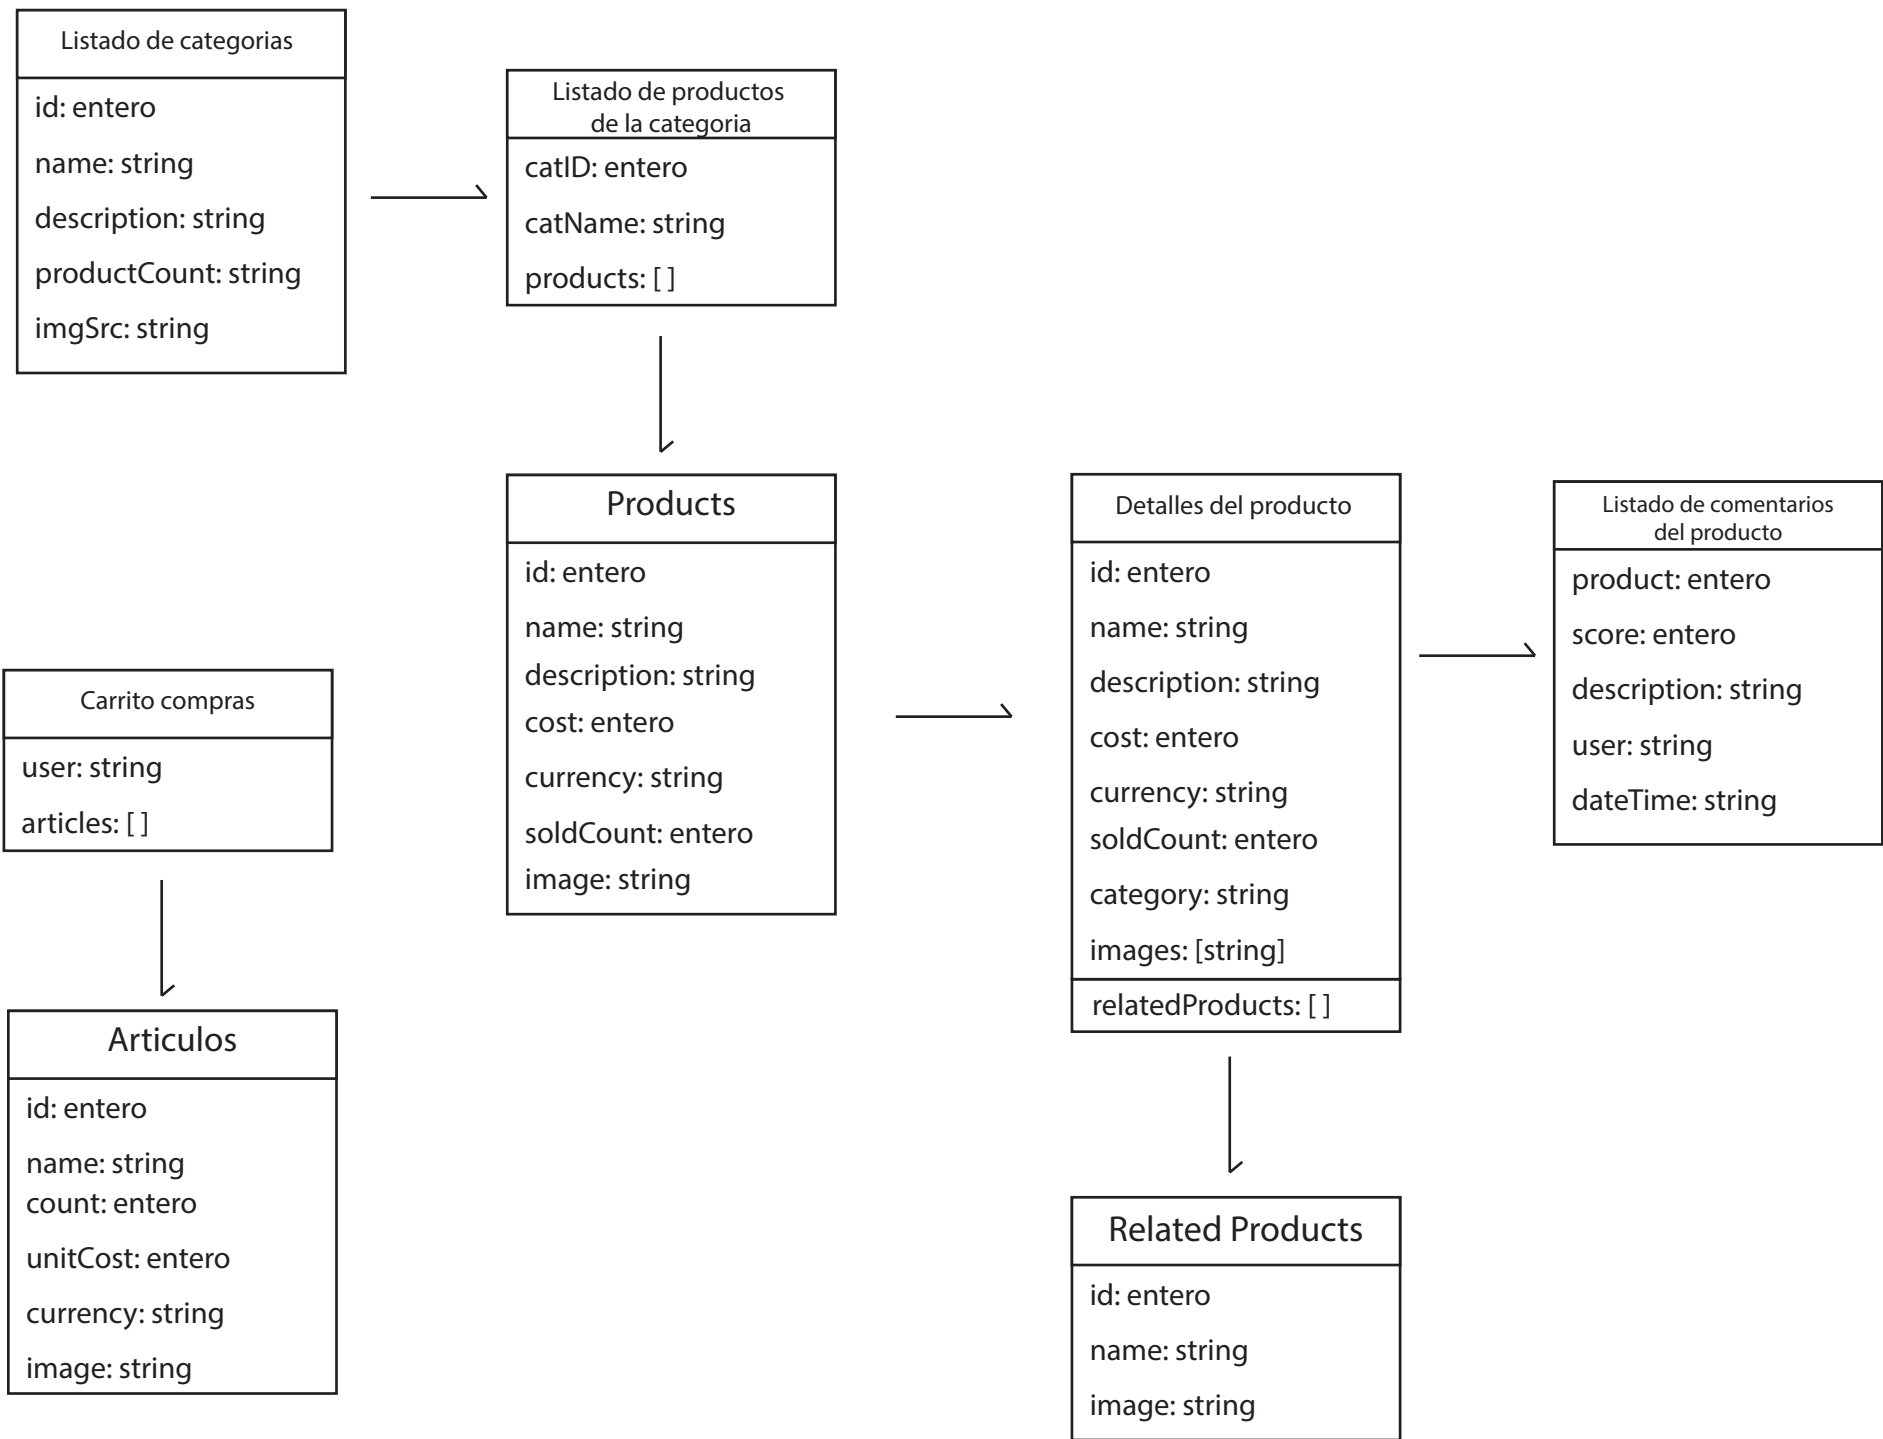 Listado de categorias
id: entero
name: string
description: string
productCount: string
imgSrc: string
Listado de productos
de la categoria
catID: entero
catName: string
products: [ ]
Products
id: entero
name: string
description: string
cost: entero
currency: string
soldCount: entero
image: string
Detalles del producto
id: entero
name: string
description: string
cost: entero
currency: string
soldCount: entero
category: string
images: [string]
relatedProducts: [ ]
Listado de comentarios
del producto
product: entero
score: entero
description: string
user: string
dateTime: string
Carrito compras
user: string
articles: [ ]
Articulos
id: entero
name: string
count: entero
unitCost: entero
currency: string
image: string
Related Products
id: entero
name: string
image: string